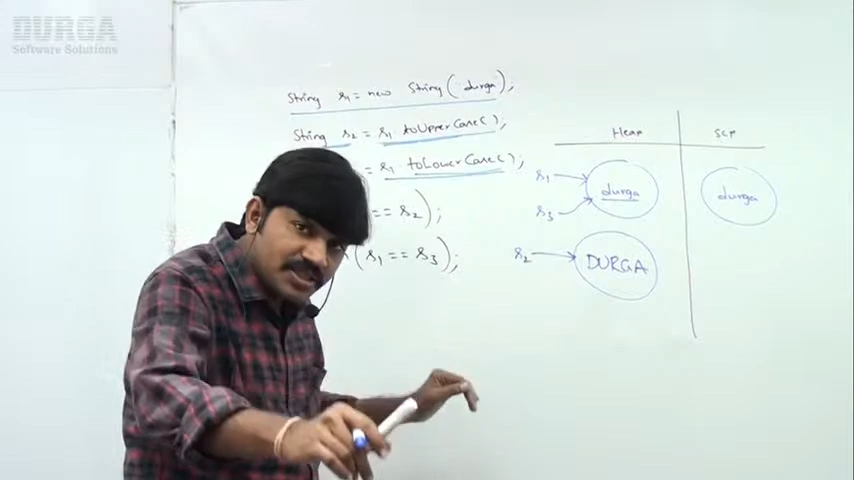 DURGA
Software Solutions
String s1 = new String("durga");
String s2 = s1.toUpperCase();
= s1.toLowerCase();
== s2);
(s1 == s3);
Heap SCP
s1 durga durga
s3
s2 DURGA